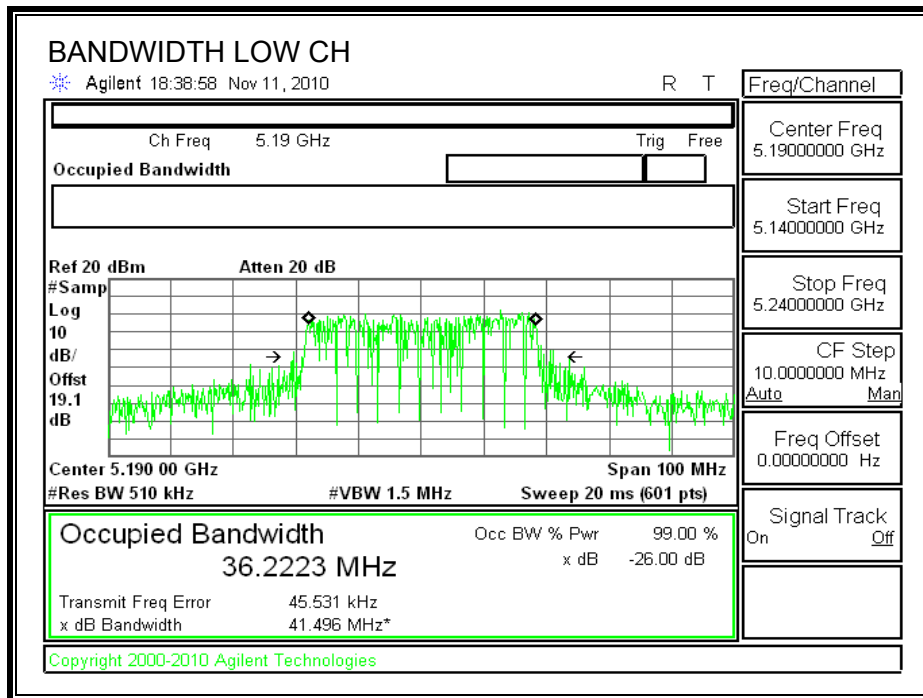 BANDWIDTH LOW CH
Agilent 18:38:58 Nov 11, 2010 R T
Freq/Channel
Ch Freq 5.19 GHz Trig Free
Occupied Bandwidth
Center Freq
5.19000000 GHz
Start Freq
5.14000000 GHz
Stop Freq
5.24000000 GHz
CF Step
10.0000000 MHz
Auto Man
Freq Offset
0.00000000 Hz
Signal Track
On Off
Ref 20 dBm Atten 20 dB
#Samp
Log
10
dB/
Offst
19.1
dB
Center 5.190 00 GHz Span 100 MHz
#Res BW 510 kHz #VBW 1.5 MHz Sweep 20 ms (601 pts)
Occupied Bandwidth Occ BW % Pwr 99.00 %
36.2223 MHz x dB -26.00 dB
Transmit Freq Error 45.531 kHz
x dB Bandwidth 41.496 MHz*
Copyright 2000-2010 Agilent Technologies